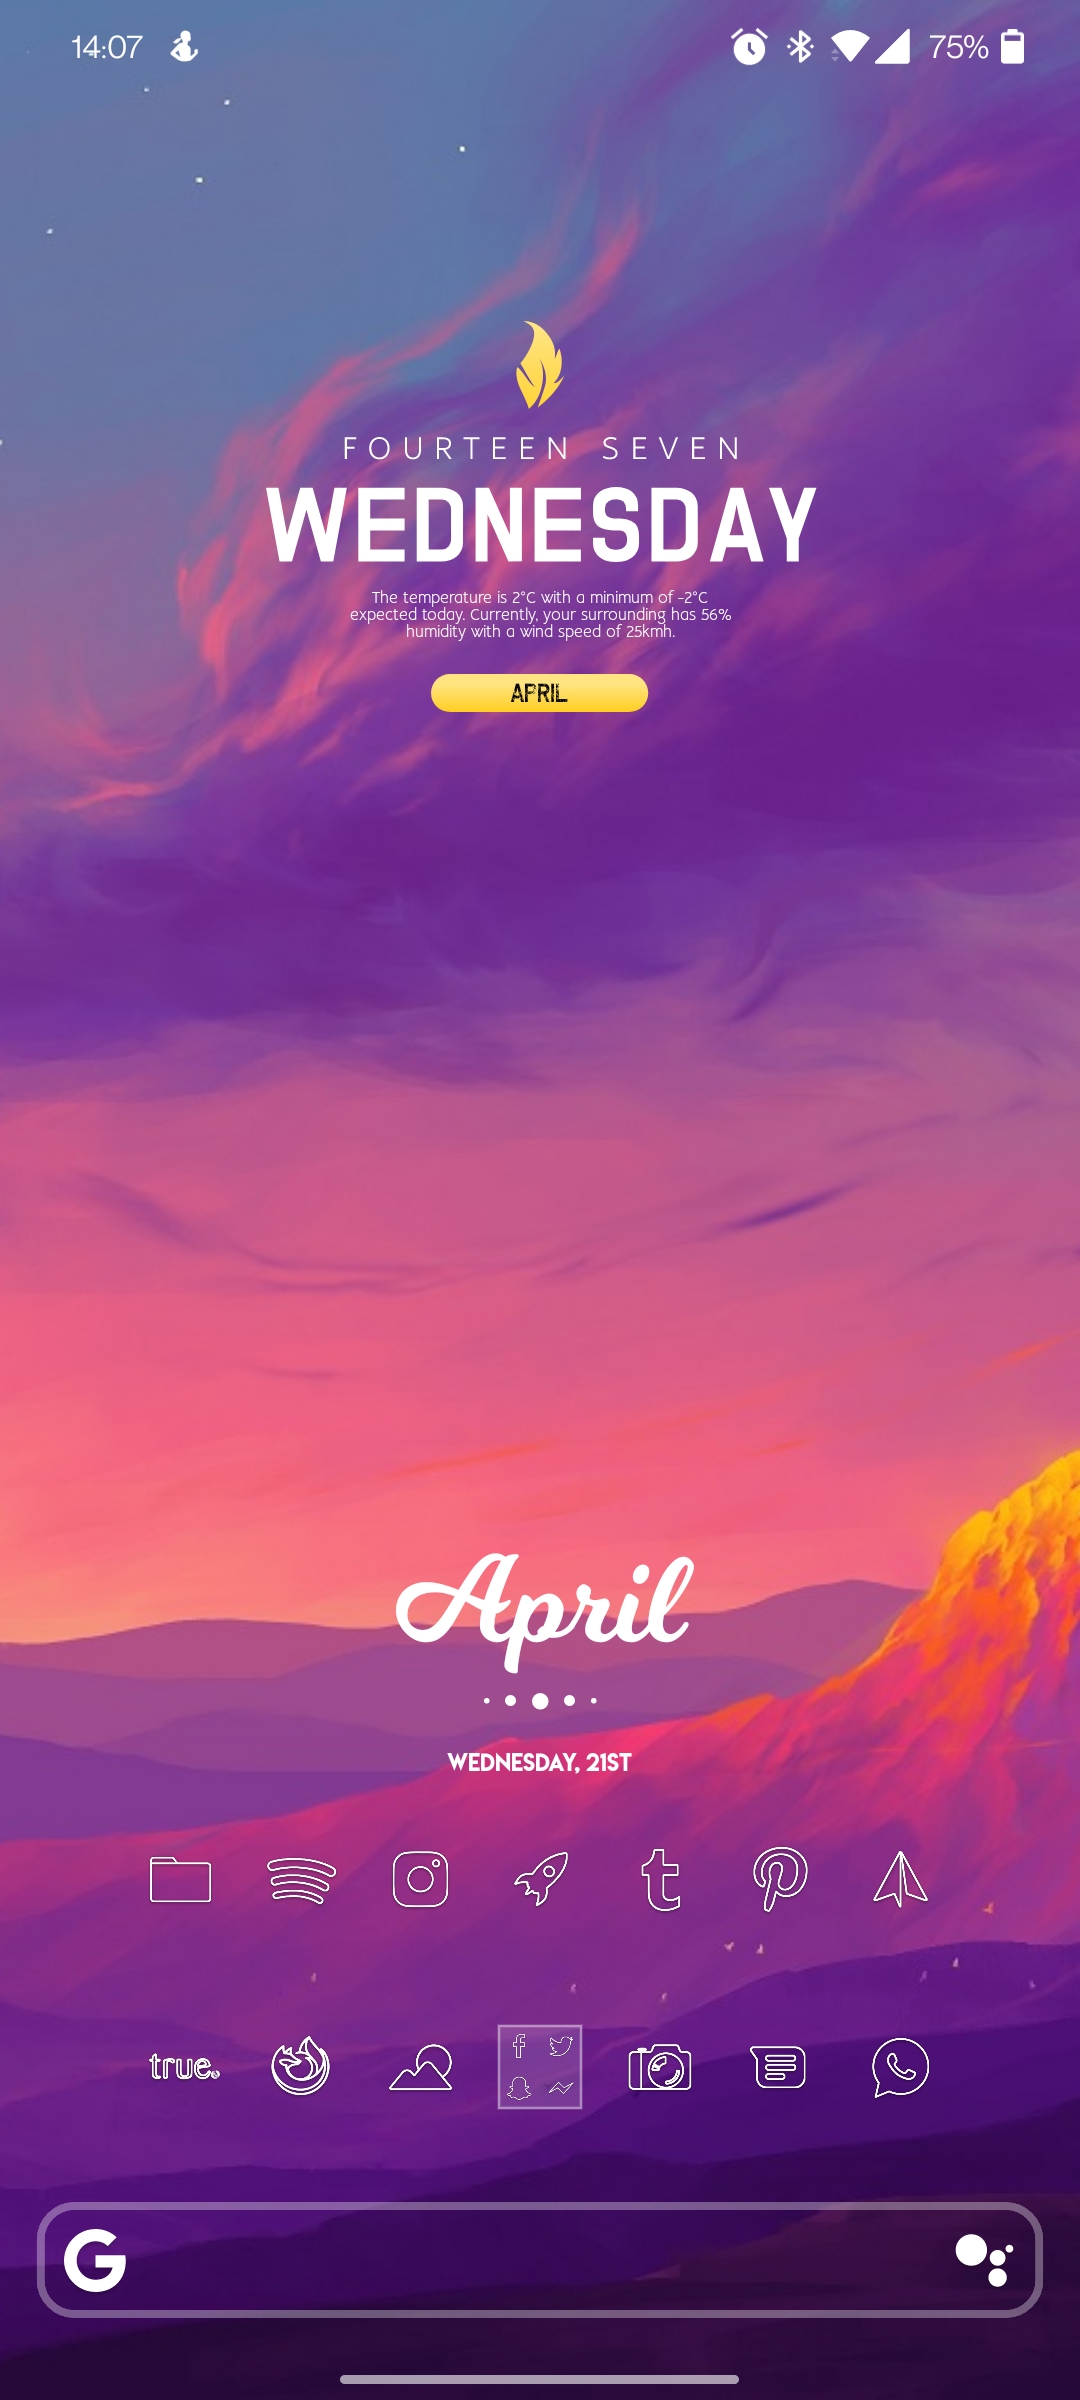 14:07 75%
FOURTEEN SEVEN
WEDNESDAY
The temperature is 2°C with a minimum of -2°C
expected today. Currently, your surrounding has 56%
humidity with a wind speed of 25kmh.
APRIL
April
WEDNESDAY, 21ST
true.